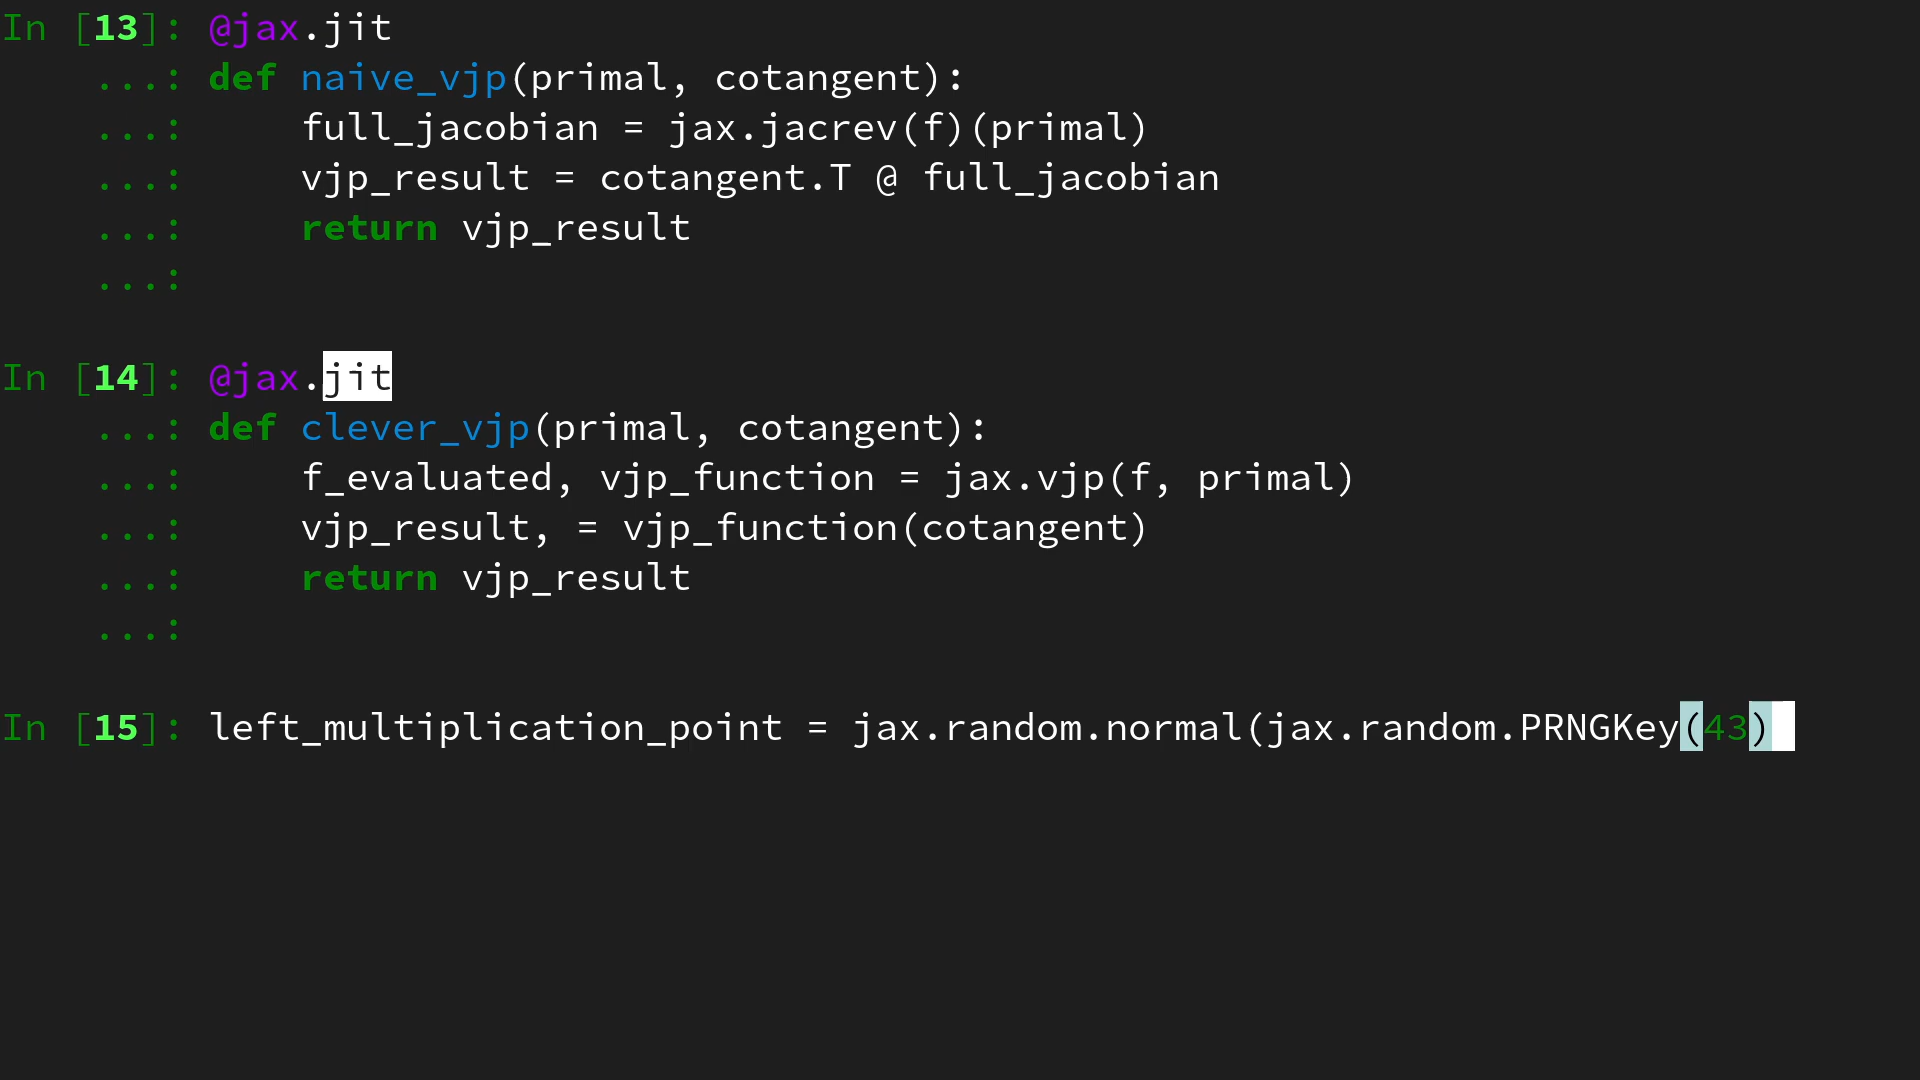 In [13]: @jax.jit
...: def naive_vjp(primal, cotangent):
...:     full_jacobian = jax.jacrev(f)(primal)
...:     vjp_result = cotangent.T @ full_jacobian
...:     return vjp_result
...:
In [14]: @jax.jit
...: def clever_vjp(primal, cotangent):
...:     f_evaluated, vjp_function = jax.vjp(f, primal)
...:     vjp_result, = vjp_function(cotangent)
...:     return vjp_result
...:
In [15]: left_multiplication_point = jax.random.normal(jax.random.PRNGKey(43)